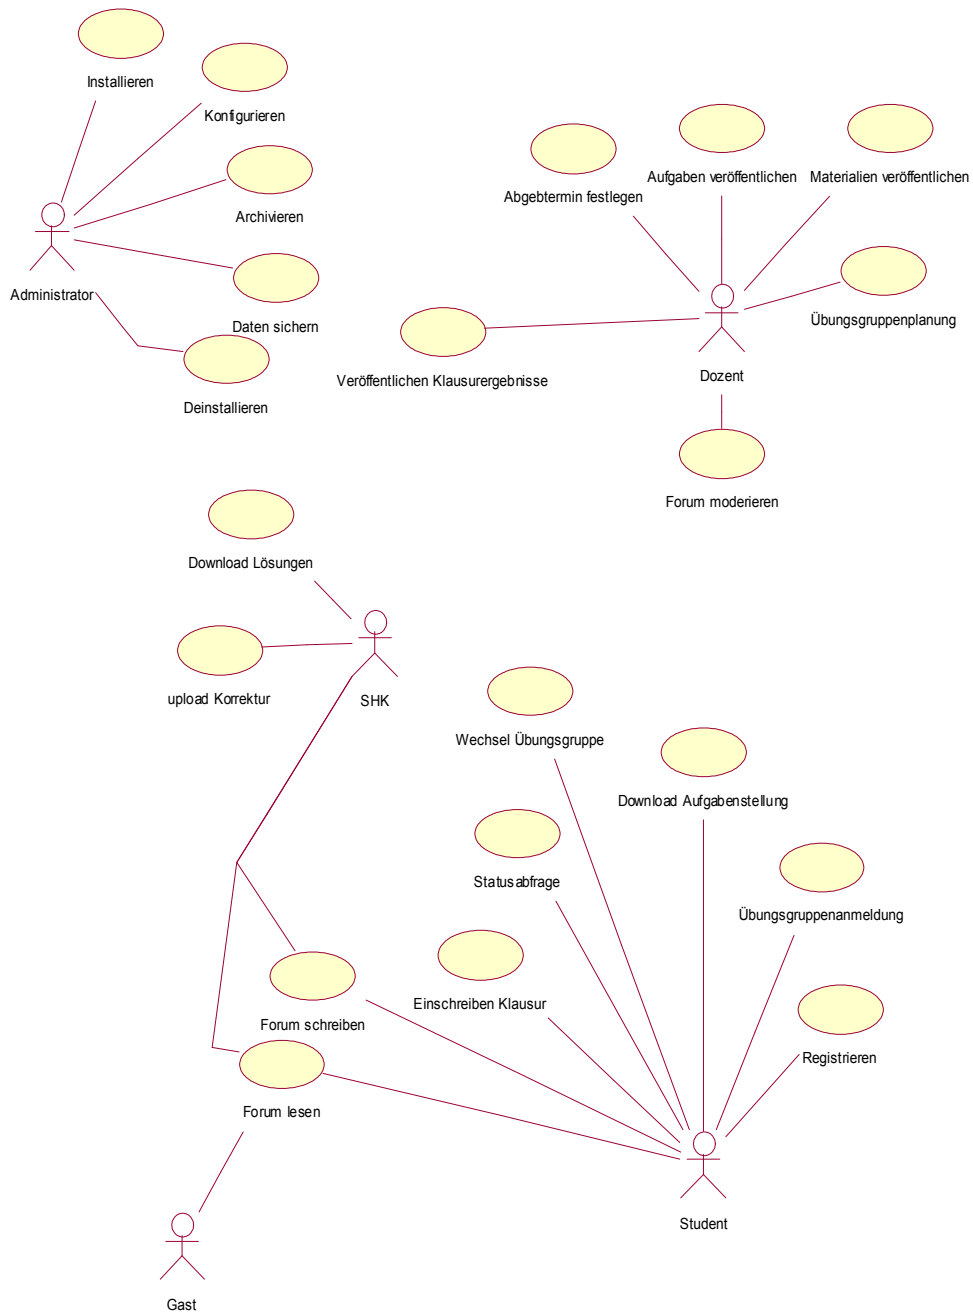 Installieren
Konfigurieren
Archivieren
Administrator
Daten sichern
Deinstallieren
Abgebtermin festlegen
Aufgaben veröffentlichen
Materialien veröffentlichen
Übungsgruppenplanung
Veröffentlichen Klausurergebnisse
Dozent
Forum moderieren
Download Lösungen
upload Korrektur
SHK
Wechsel Übungsgruppe
Download Aufgabenstellung
Statusabfrage
Übungsgruppenanmeldung
Einschreiben Klausur
Forum schreiben
Registrieren
Forum lesen
Student
Gast